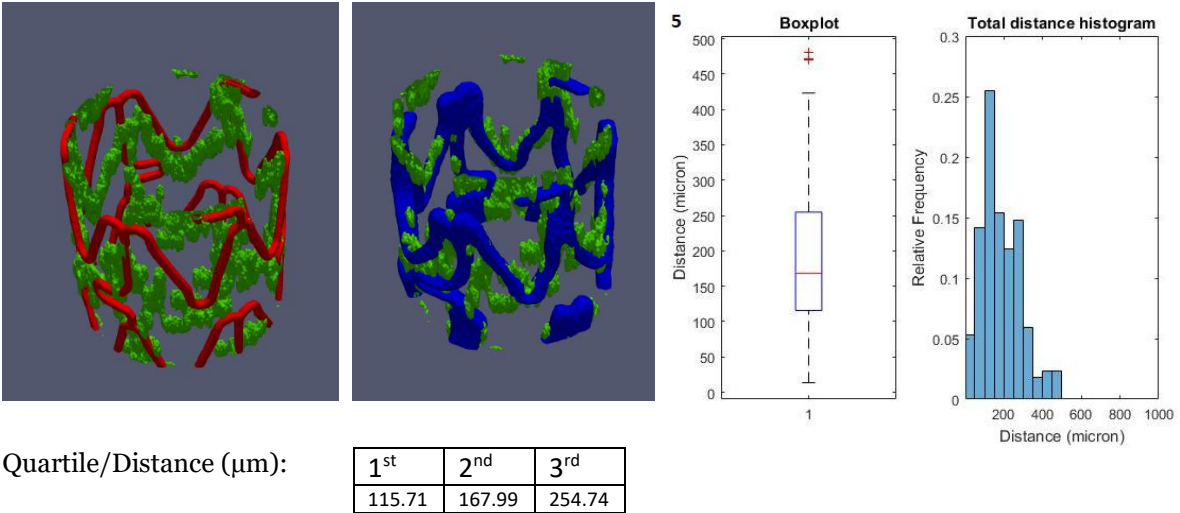 5
Boxplot
500
450
400
350
300
250
200
150
100
50
0
Distance (micron)
1
Total distance histogram
0.3
0.25
0.2
0.15
0.1
0.05
0
Relative Frequency
200 400 600 800 1000
Distance (micron)
Quartile/Distance (μm):
1st 2nd 3rd
115.71 167.99 254.74